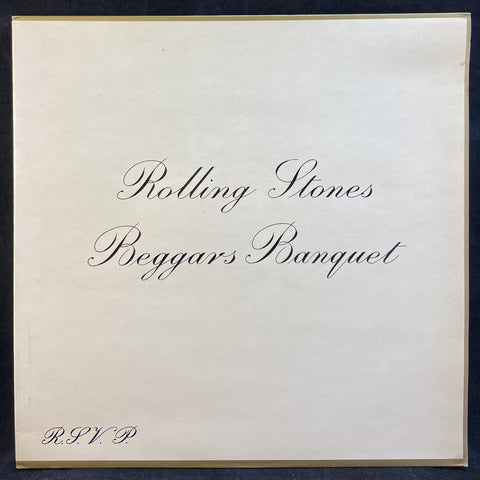 Rolling Stones
Beggars Banquet
R.S.V.P.